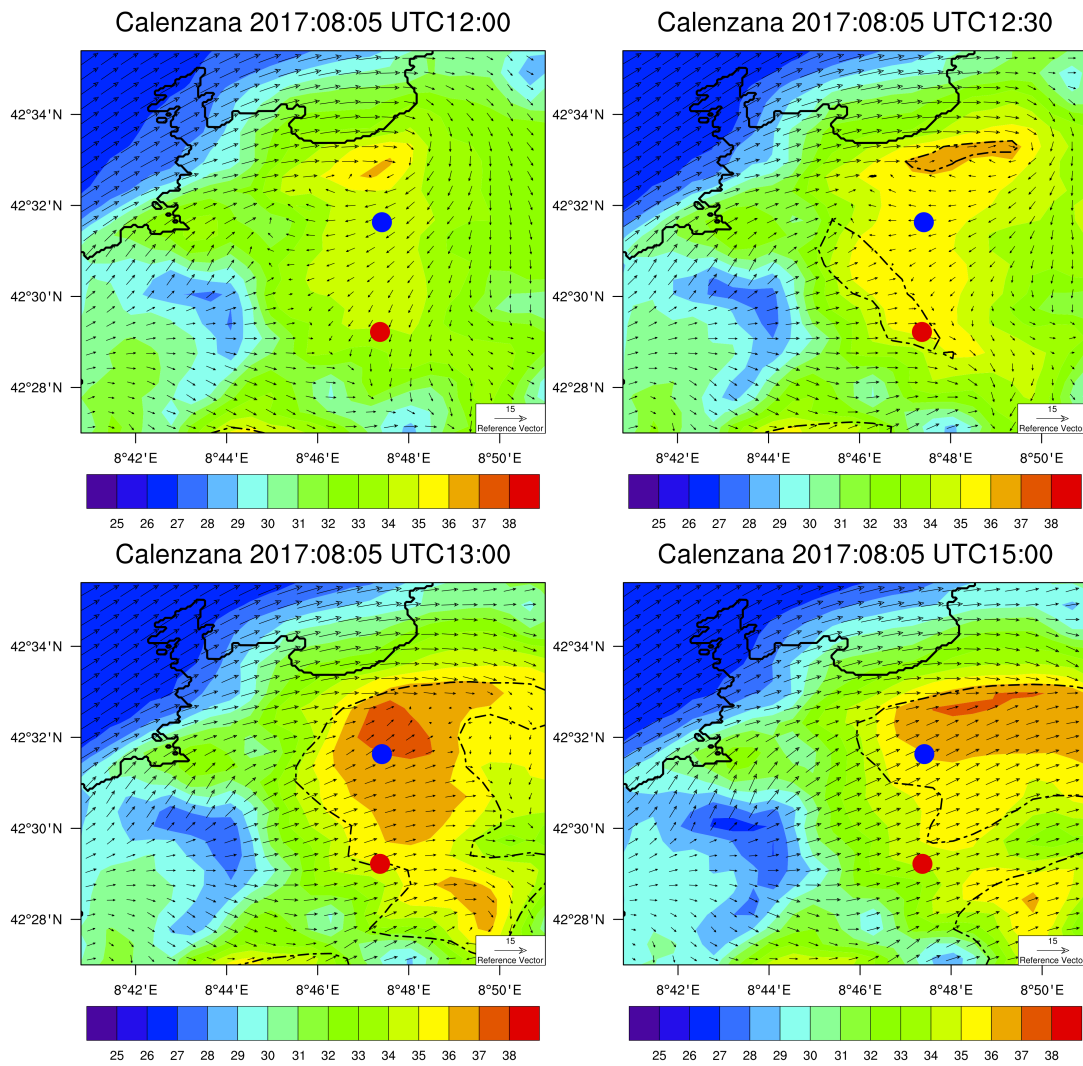 Calenzana 2017:08:05 UTC12:00
42°34'N
42°32'N
42°30'N
42°28'N
15
Reference Vector
8°42'E 8°44'E 8°46'E 8°48'E 8°50'E
25 26 27 28 29 30 31 32 33 34 35 36 37 38
Calenzana 2017:08:05 UTC12:30
42°34'N
42°32'N
42°30'N
42°28'N
15
Reference Vecto
8°42'E 8°44'E 8°46'E 8°48'E 8°50'E
25 26 27 28 29 30 31 32 33 34 35 36 37 38
Calenzana 2017:08:05 UTC13:00
42°34'N
42°32'N
42°30'N
42°28'N
15
Reference Vector
8°42'E 8°44'E 8°46'E 8°48'E 8°50'E
25 26 27 28 29 30 31 32 33 34 35 36 37 38
Calenzana 2017:08:05 UTC15:00
42°34'N
42°32'N
42°30'N
42°28'N
15
Reference Vecto
8°42'E 8°44'E 8°46'E 8°48'E 8°50'E
25 26 27 28 29 30 31 32 33 34 35 36 37 38